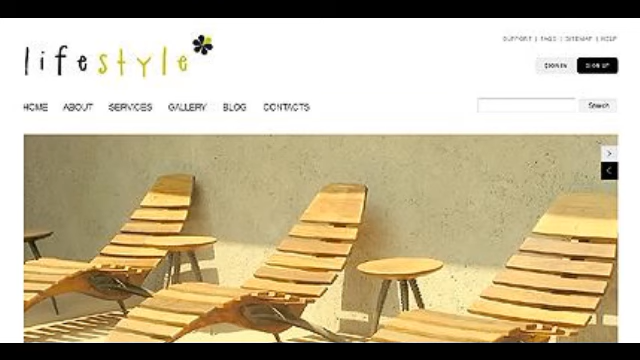 SUPPORT | FAQS | SITEMAP | HELP
lifestyle
SIGN IN SIGN UP
HOME ABOUT SERVICES GALLERY BLOG CONTACTS
Search